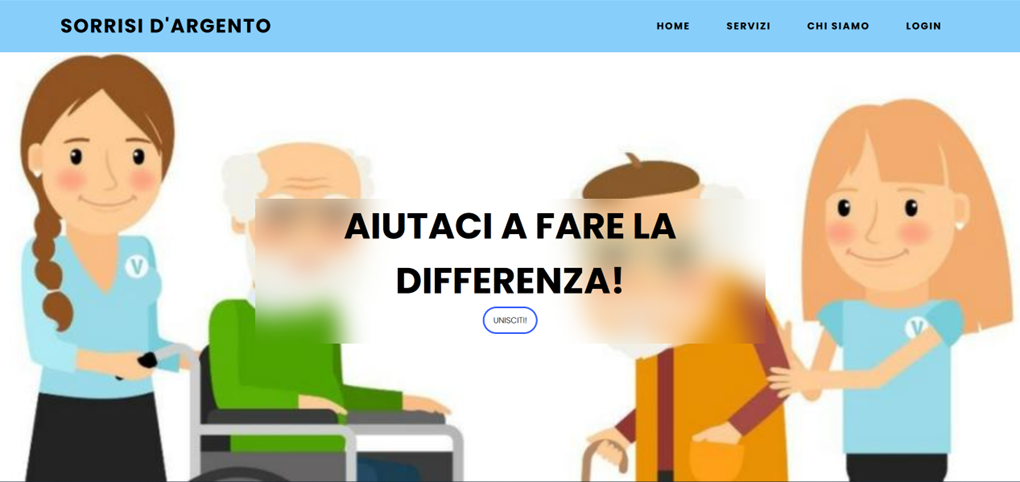 SORRISI D'ARGENTO
HOME SERVIZI CHI SIAMO LOGIN
V
V
AIUTACI A FARE LA
DIFFERENZA!
UNISCITI!